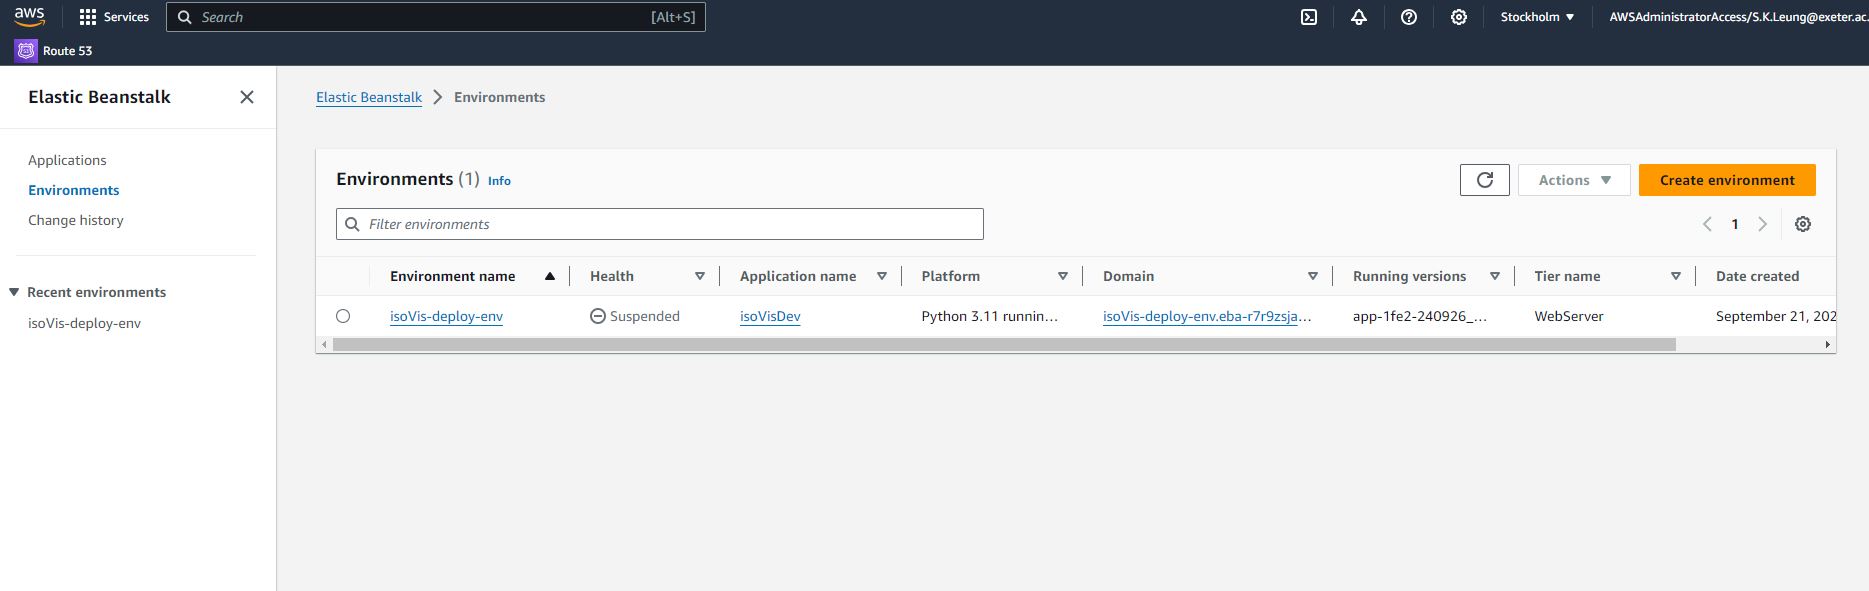 aws Services Search [Alt+S] Stockholm AWSAdministratorAccess/S.K.Leung@exeter.ac.
Route 53
Elastic Beanstalk
Elastic Beanstalk Environments
Applications
Environments
Change history
Recent environments
isoVis-deploy-env
Environments (1) Info Actions Create environment
Filter environments 1
Environment name Health Application name Platform Domain Running versions Tier name Date created
isoVis-deploy-env Suspended isoVisDev Python 3.11 runnin... isoVis-deploy-env.eba-r7r9zsja... app-1fe2-240926_... WebServer September 21, 202